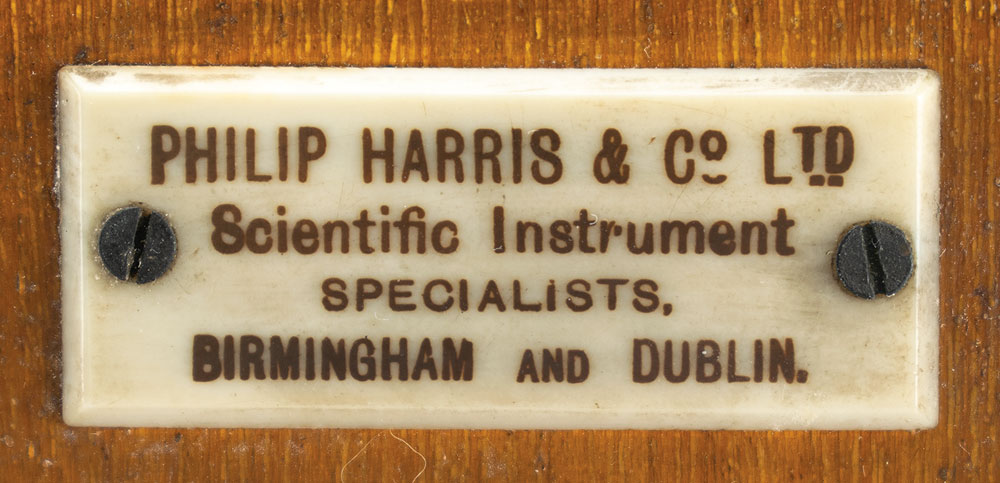 PHILIP HARRIS & Cº LTD
Scientific Instrument
SPECIALISTS,
BIRMINGHAM AND DUBLIN.